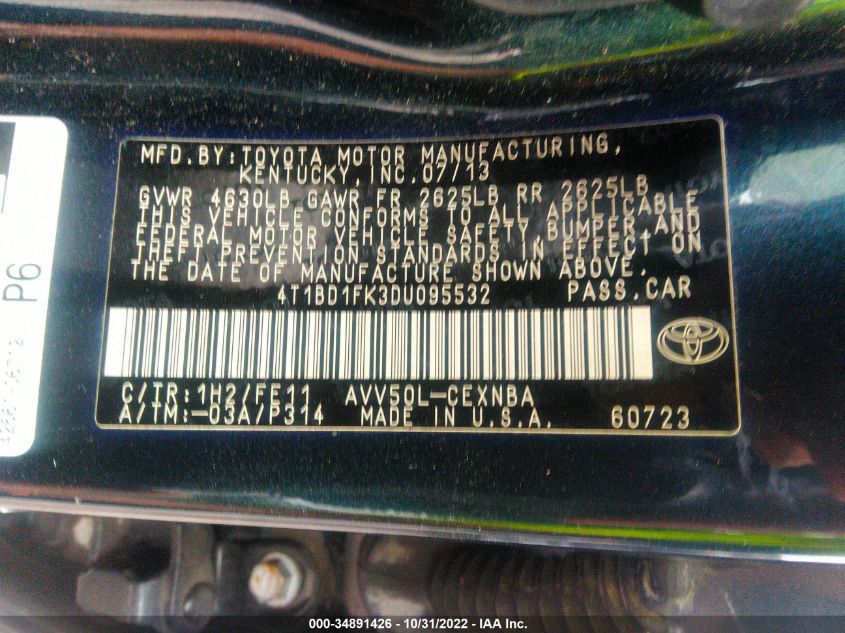 MFD. BY: TOYOTA MOTOR MANUFACTURING,
KENTUCKY, INC. 07/13
GVWR 4630LB GAWR FR 2625LB RR 2625LB
THIS VEHICLE CONFORMS TO ALL APPLICABLE
FEDERAL MOTOR VEHICLE SAFETY, BUMPER, AND
THEFT PREVENTION STANDARDS IN EFFECT ON
THE DATE OF MANUFACTURE SHOWN ABOVE.
4T1BD1FK3DU095532 PASS. CAR
C/TR: 1H2/FE11 AVV50L-CEXNBA
A/TM: -03A/P314 MADE IN U.S.A. 60723
P6
000-34891426 - 10/31/2022 - IAA Inc.